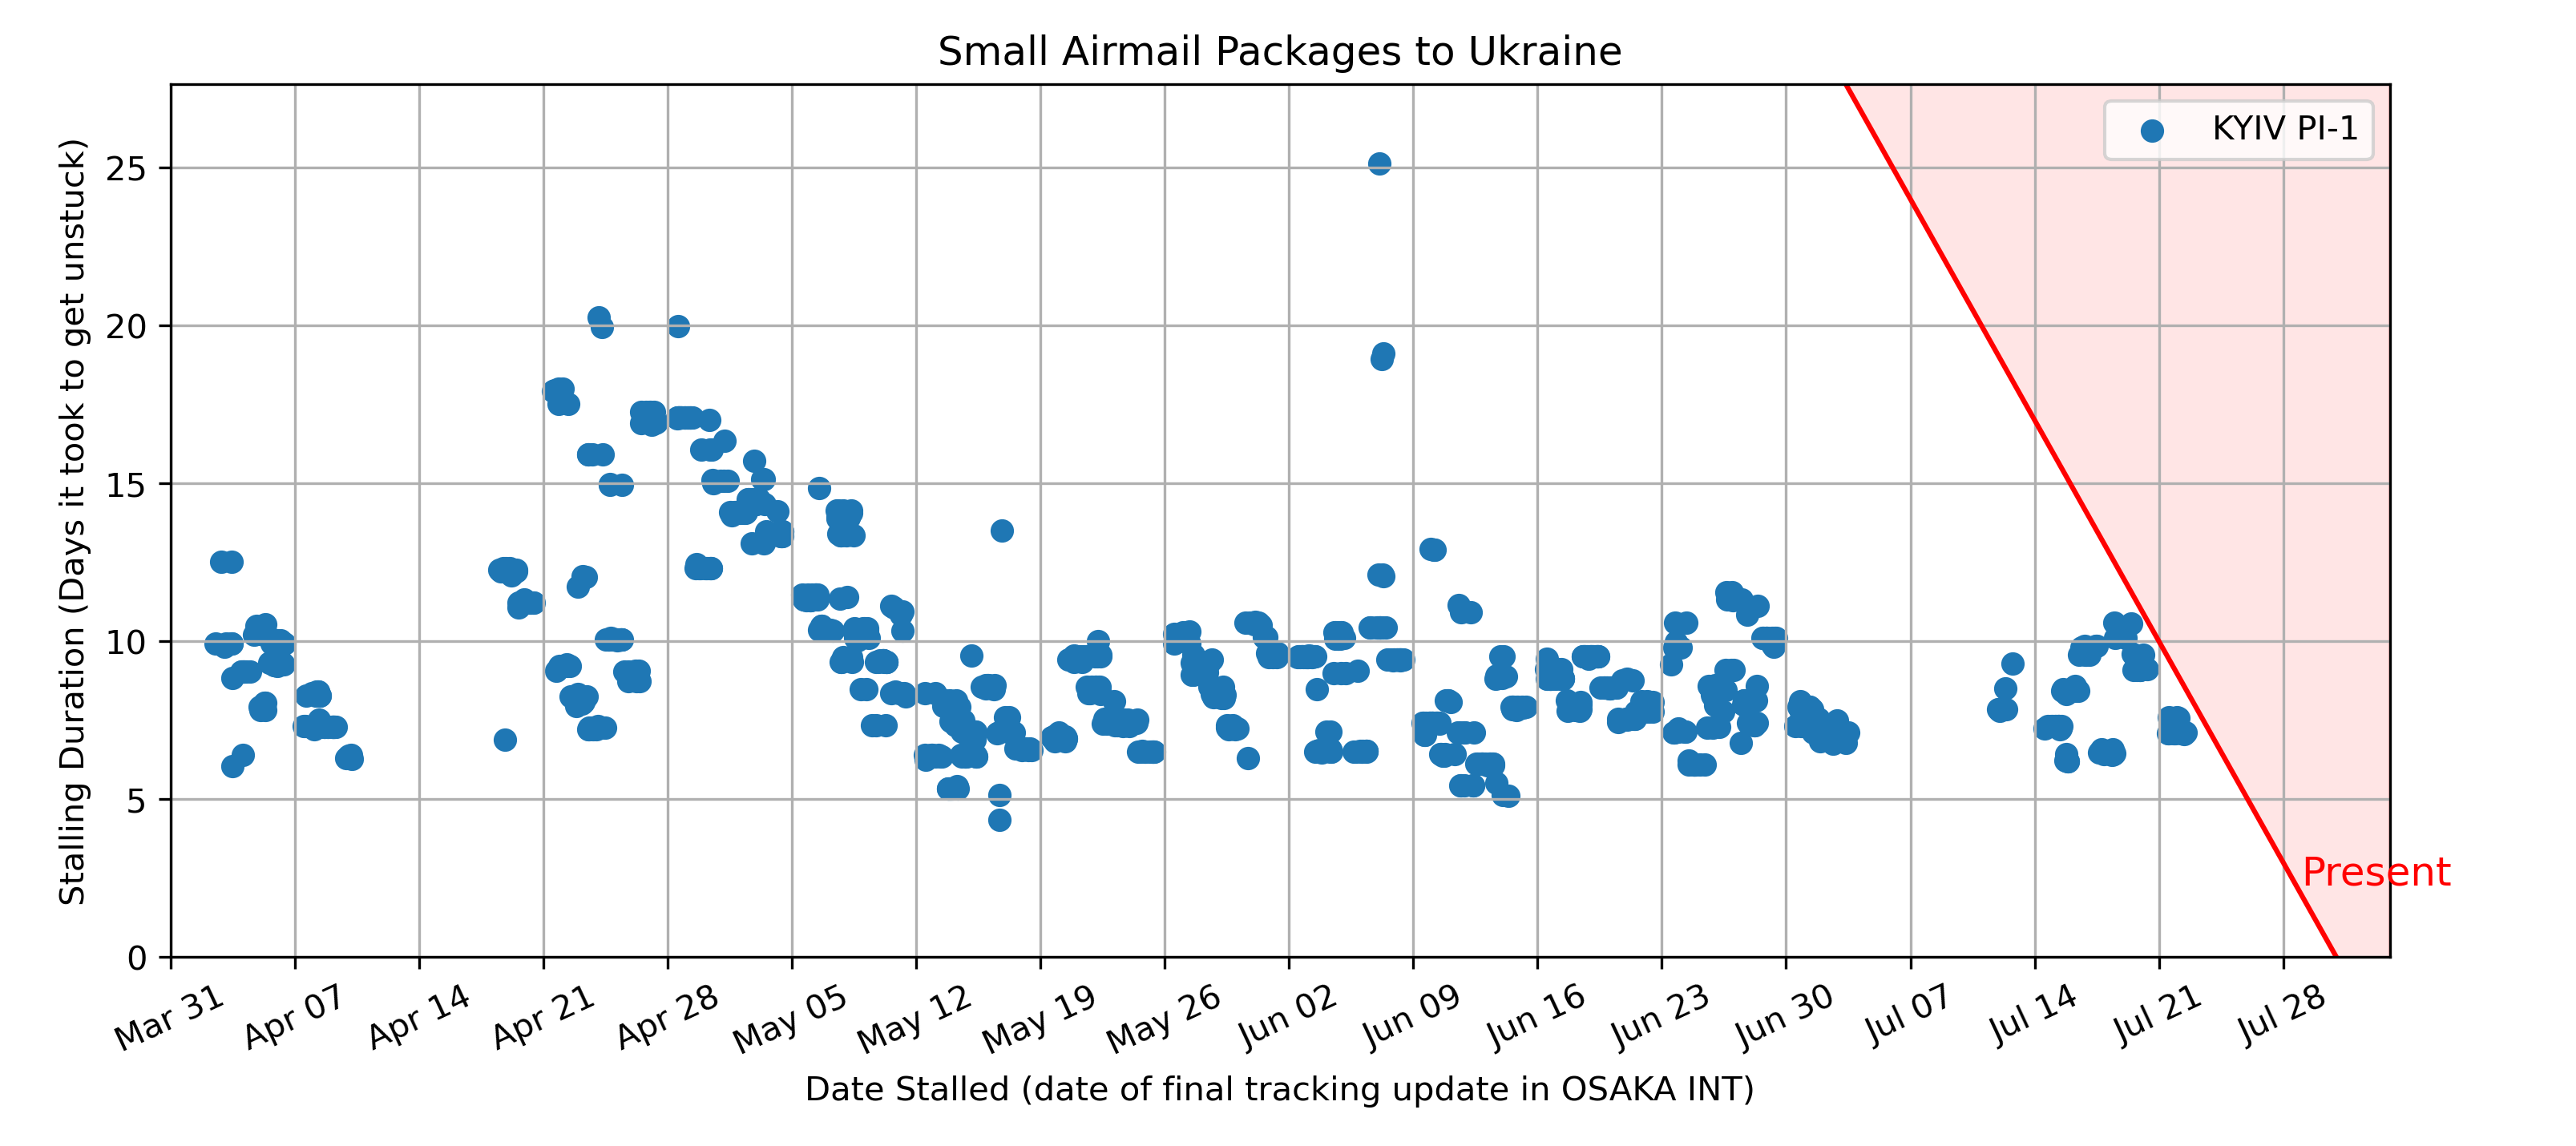 Small Airmail Packages to Ukraine
KYIV PI-1
Stalling Duration (Days it took to get unstuck)
25
20
15
10
5
0
Present
Mar 31
Apr 07
Apr 14
Apr 21
Apr 28
May 05
May 12
May 19
May 26
Jun 02
Jun 09
Jun 16
Jun 23
Jun 30
Jul 07
Jul 14
Jul 21
Jul 28
Date Stalled (date of final tracking update in OSAKA INT)